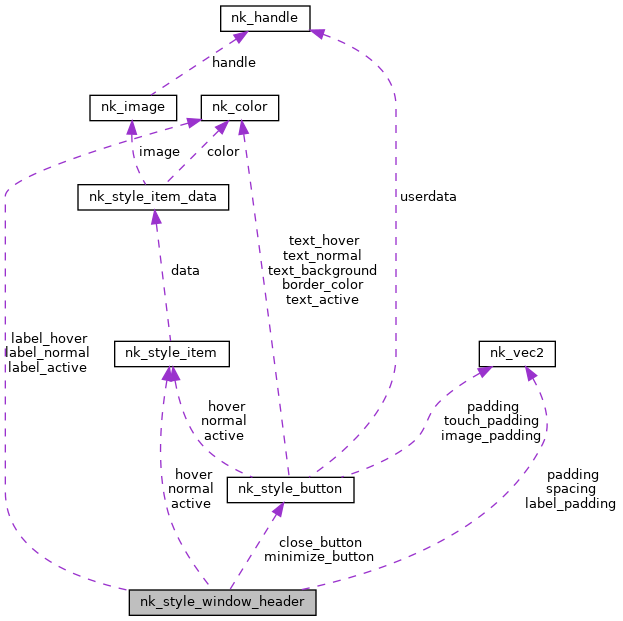 nk_handle
handle
nk_image
nk_color
image
color
userdata
nk_style_item_data
text_hover
text_normal
text_background
border_color
text_active
data
label_hover
label_normal
label_active
nk_style_item
nk_vec2
hover
normal
active
padding
touch_padding
image_padding
hover
normal
active
nk_style_button
padding
spacing
label_padding
close_button
minimize_button
nk_style_window_header